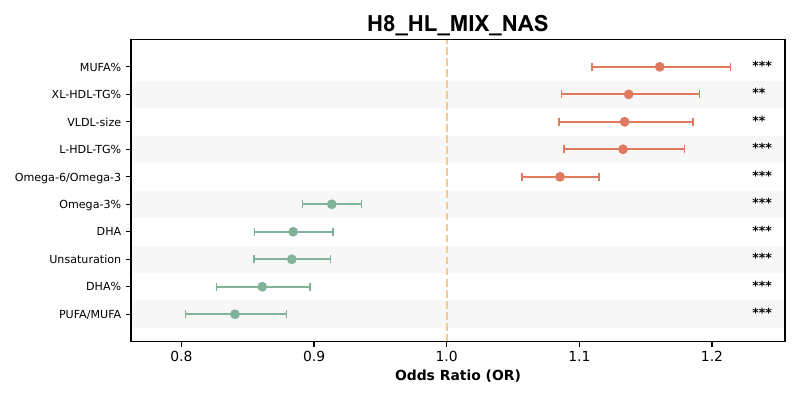 H8_HL_MIX_NAS
MUFA% ***
XL-HDL-TG% **
VLDL-size **
L-HDL-TG% ***
Omega-6/Omega-3 ***
Omega-3% ***
DHA ***
Unsaturation ***
DHA% ***
PUFA/MUFA ***
0.8 0.9 1.0 1.1 1.2
Odds Ratio (OR)